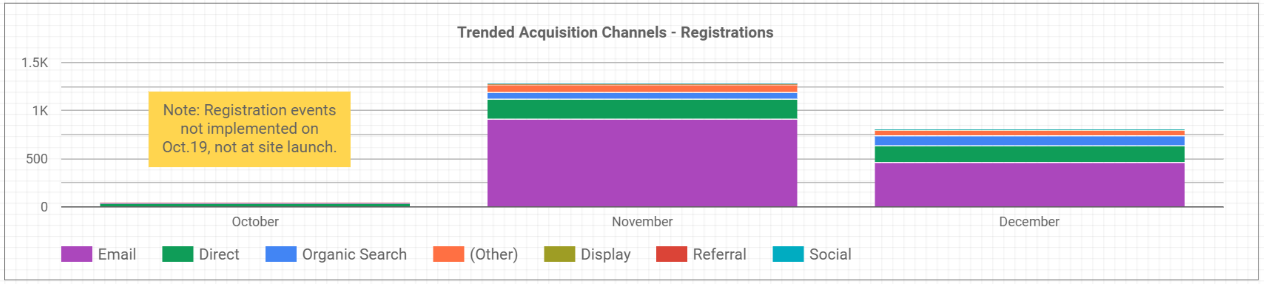 Trended Acquisition Channels - Registrations
1.5K
1K
500
0
Note: Registration events
not implemented on
Oct.19, not at site launch.
October November December
Email Direct Organic Search (Other) Display Referral Social